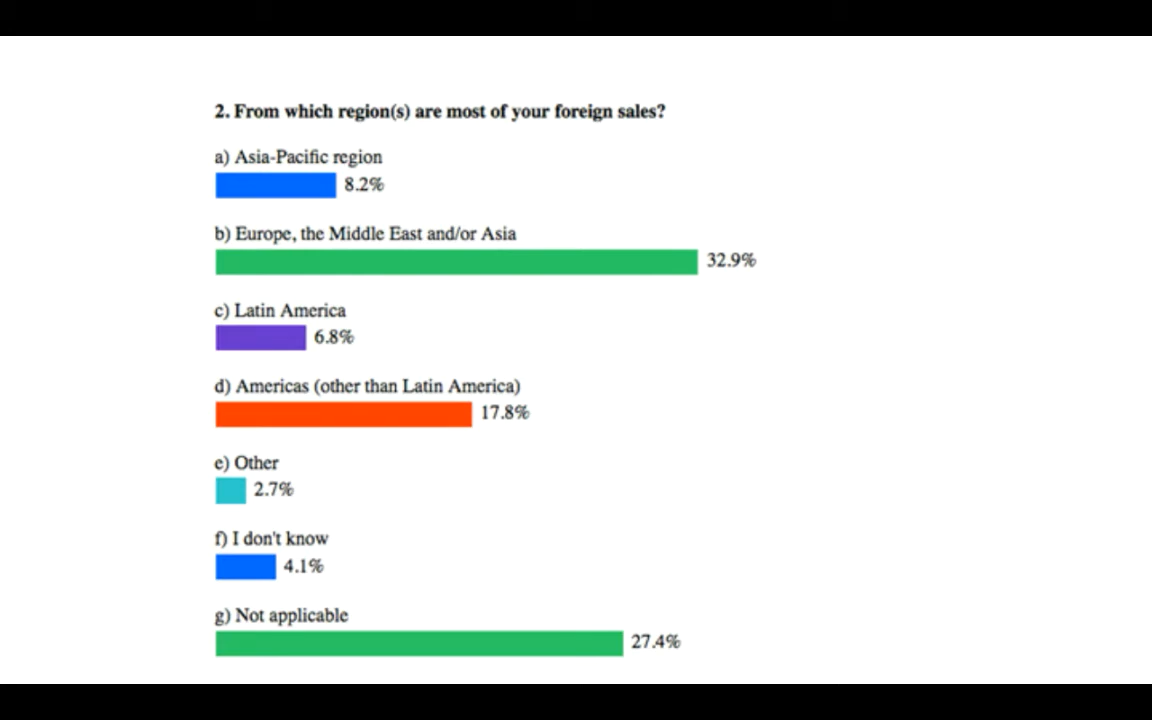 2. From which region(s) are most of your foreign sales?
a) Asia-Pacific region
8.2%
b) Europe, the Middle East and/or Asia
32.9%
c) Latin America
6.8%
d) Americas (other than Latin America)
17.8%
e) Other
2.7%
f) I don't know
4.1%
g) Not applicable
27.4%